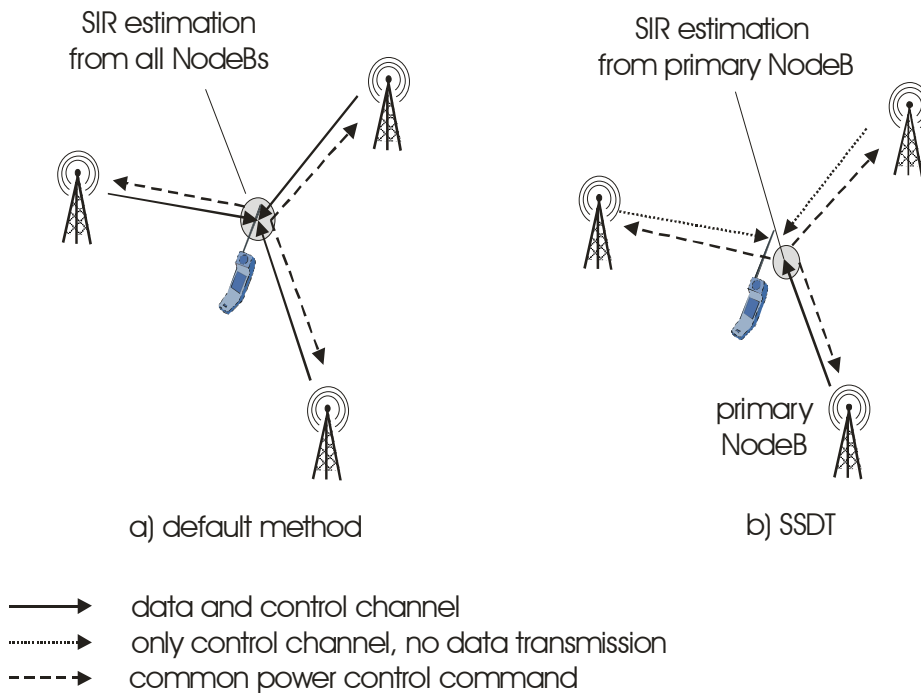 SIR estimation
from all NodeBs
SIR estimation
from primary NodeB
primary
NodeB
a) default method
b) SSDT
data and control channel
only control channel, no data transmission
common power control command